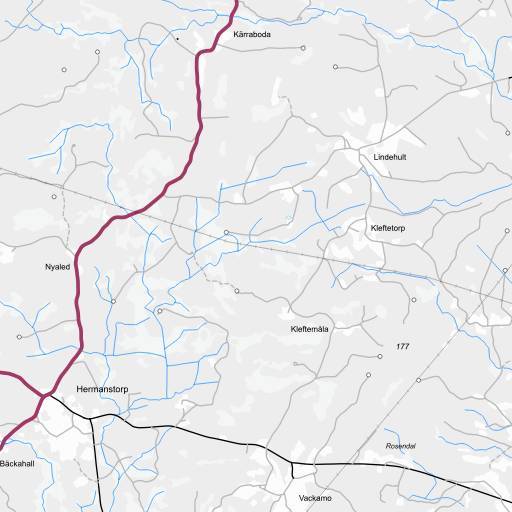 Kärraboda
Lindehult
Kleftetorp
Nyaled
Kleftemåla
177
Hermanstorp
Rosendal
Bäckahall
Vackamo